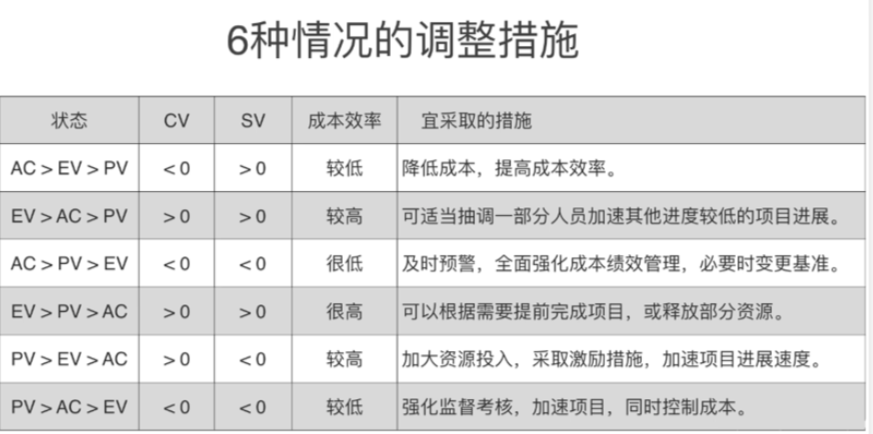 6种情况的调整措施
状态 CV SV 成本效率 宜采取的措施
AC > EV > PV < 0 > 0 较低 降低成本，提高成本效率。
EV > AC > PV > 0 > 0 较高 可适当抽调一部分人员加速其他进度较低的项目进展。
AC > PV > EV < 0 < 0 很低 及时预警，全面强化成本绩效管理，必要时变更基准。
EV > PV > AC > 0 > 0 很高 可以根据需要提前完成项目，或释放部分资源。
PV > EV > AC > 0 < 0 较高 加大资源投入，采取激励措施，加速项目进展速度。
PV > AC > EV < 0 < 0 较低 强化监督考核，加速项目，同时控制成本。